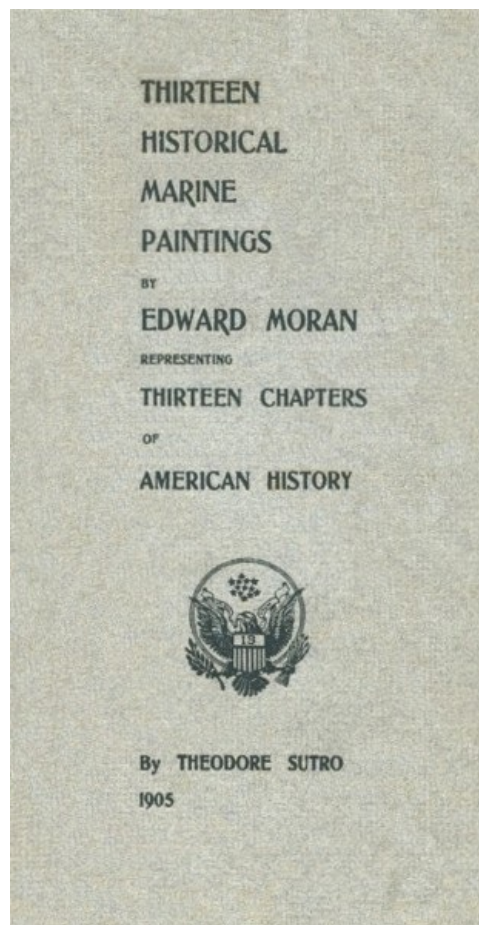 THIRTEEN
HISTORICAL
MARINE
PAINTINGS
BY
EDWARD MORAN
REPRESENTING
THIRTEEN CHAPTERS
OF
AMERICAN HISTORY
13
By THEODORE SUTRO
1905